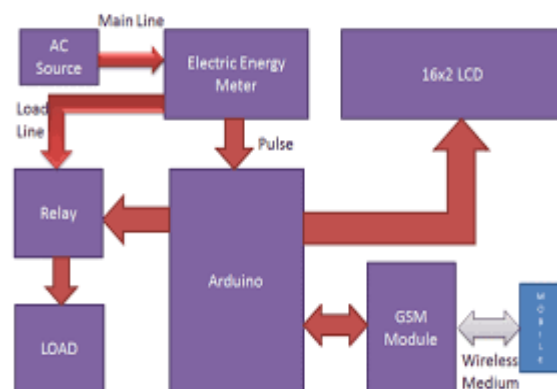 Main Line
AC
Source
Electric Energy
Meter
16x2 LCD
Load
Line
Pulse
Relay
Arduino
LOAD
GSM
Module
MOBILE
Wireless
Medium